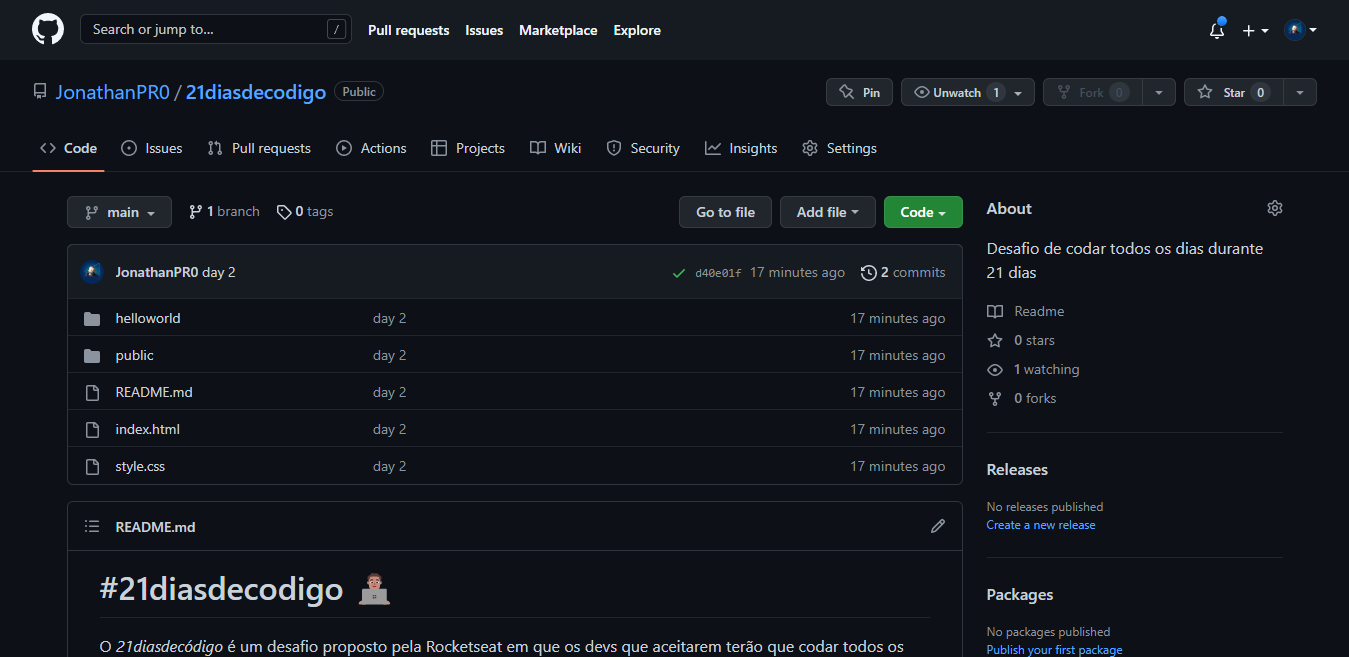 Search or jump to... /
Pull requests Issues Marketplace Explore
JonathanPR0 / 21diasdecodigo Public
Pin Unwatch 1 Fork 0 Star 0
Code Issues Pull requests Actions Projects Wiki Security Insights Settings
main 1 branch 0 tags Go to file Add file Code
JonathanPR0 day 2 d40e01f 17 minutes ago 2 commits
helloworld day 2 17 minutes ago
public day 2 17 minutes ago
README.md day 2 17 minutes ago
index.html day 2 17 minutes ago
style.css day 2 17 minutes ago
README.md
#21diasdecodigo
O 21diasdecódigo é um desafio proposto pela Rocketseat em que os devs que aceitarem terão que codar todos os
About
Desafio de codar todos os dias durante
21 dias
Readme
0 stars
1 watching
0 forks
Releases
No releases published
Create a new release
Packages
No packages published
Publish your first package